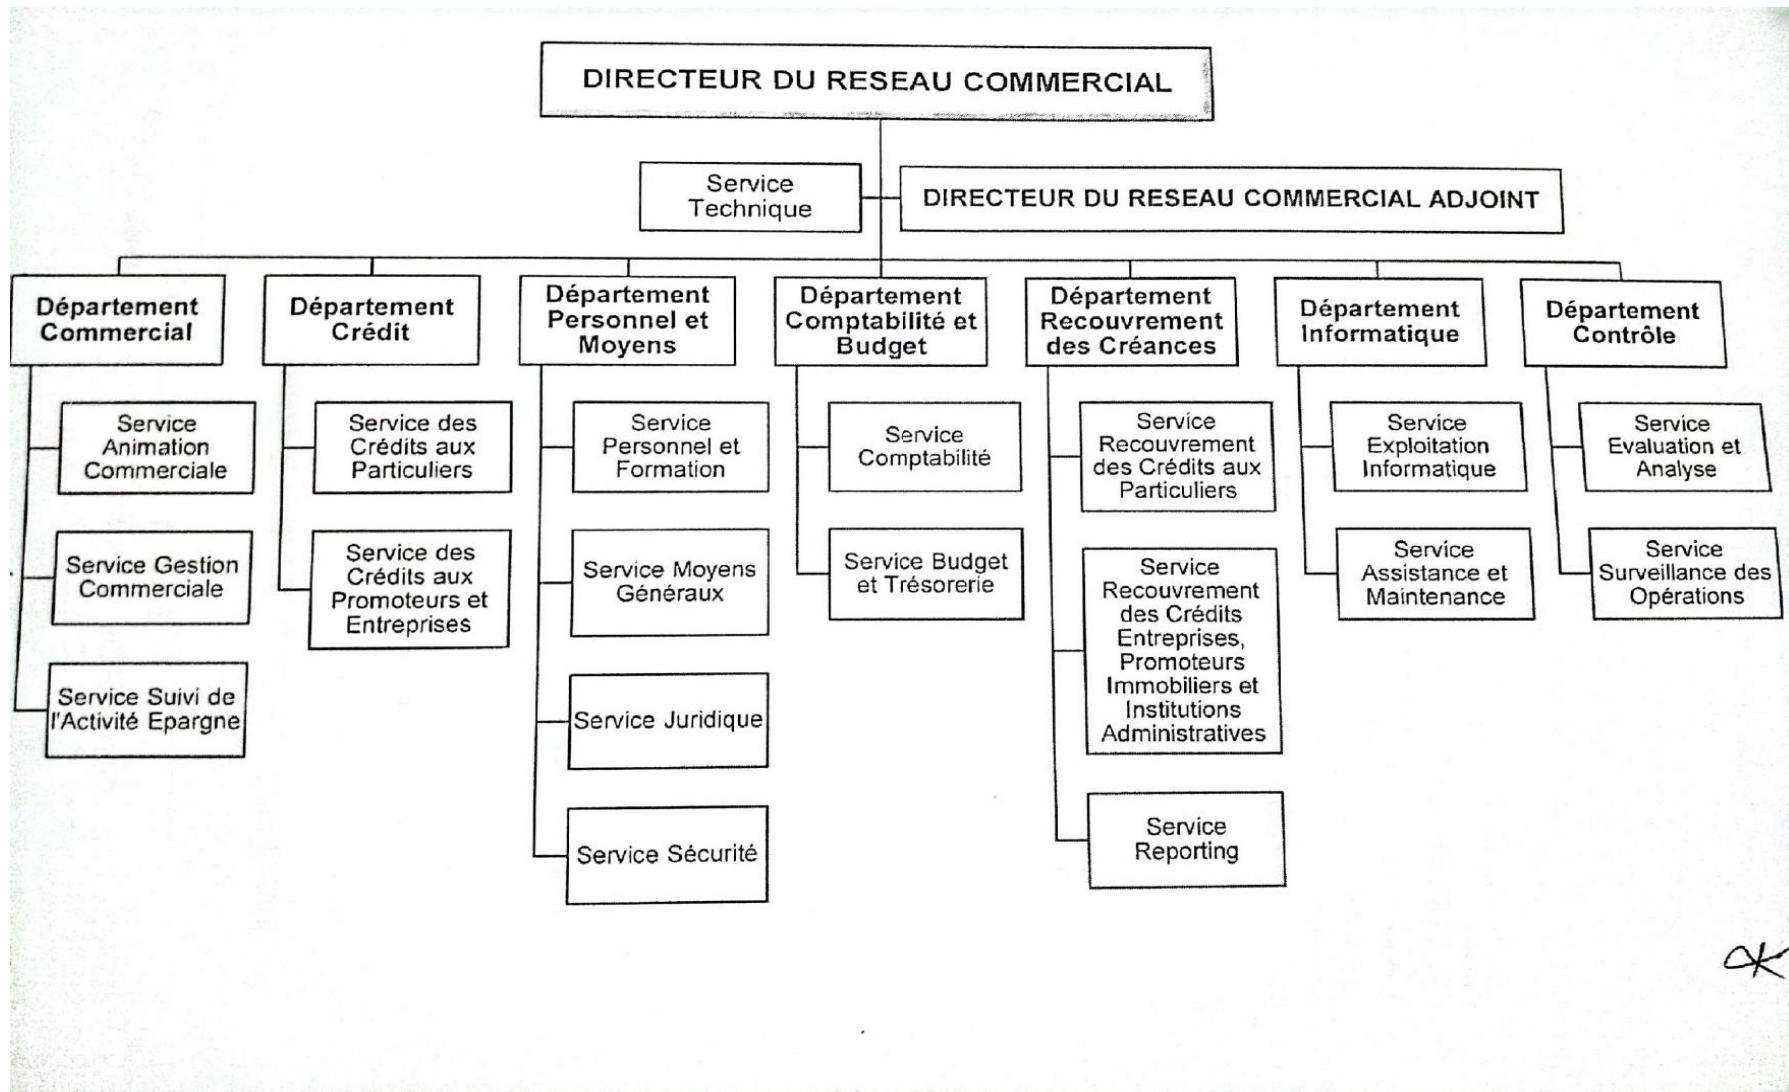 DIRECTEUR DU RESEAU COMMERCIAL
Service
Technique
DIRECTEUR DU RESEAU COMMERCIAL ADJOINT
Département
Commercial
Service
Animation
Commerciale
Service Gestion
Commerciale
Service Suivi de
l'Activité Epargne
Département
Crédit
Service des
Crédits aux
Particuliers
Service des
Crédits aux
Promoteurs et
Entreprises
Département
Personnel et
Moyens
Service
Personnel et
Formation
Service Moyens
Généraux
Service Juridique
Service Sécurité
Département
Comptabilité et
Budget
Service
Comptabilité
Service Budget
et Trésorerie
Département
Recouvrement
des Créances
Service
Recouvrement
des Crédits aux
Particuliers
Service
Recouvrement
des Crédits
Entreprises,
Promoteurs
Immobiliers et
Institutions
Administratives
Service
Reporting
Département
Informatique
Service
Exploitation
Informatique
Service
Assistance et
Maintenance
Département
Contrôle
Service
Evaluation et
Analyse
Service
Surveillance des
Opérations